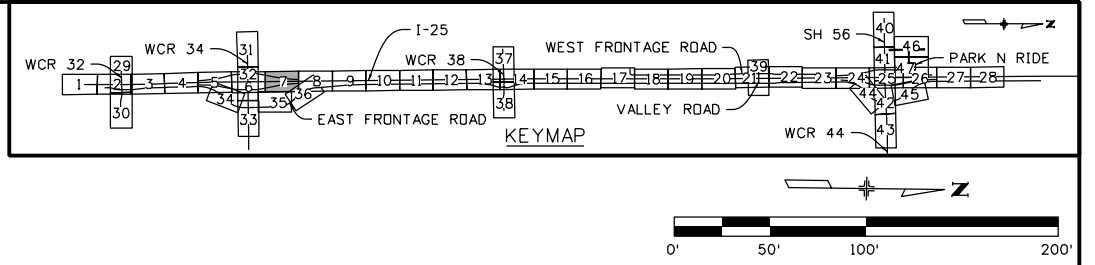 31
WCR 34
I-25
WCR 32
29
32
1 2 3 4 5 6 7 8 9 10 11 12 13 14 15 16 17 18 19 20 21 22 23 24 25 26 27 28
30
34
33
35
36
EAST FRONTAGE ROAD
37
WCR 38
38
WEST FRONTAGE ROAD
39
VALLEY ROAD
SH 56
40
41
46
47
PARK N RIDE
44
42
45
43
WCR 44
KEYMAP
N
N
0' 50' 100' 200'